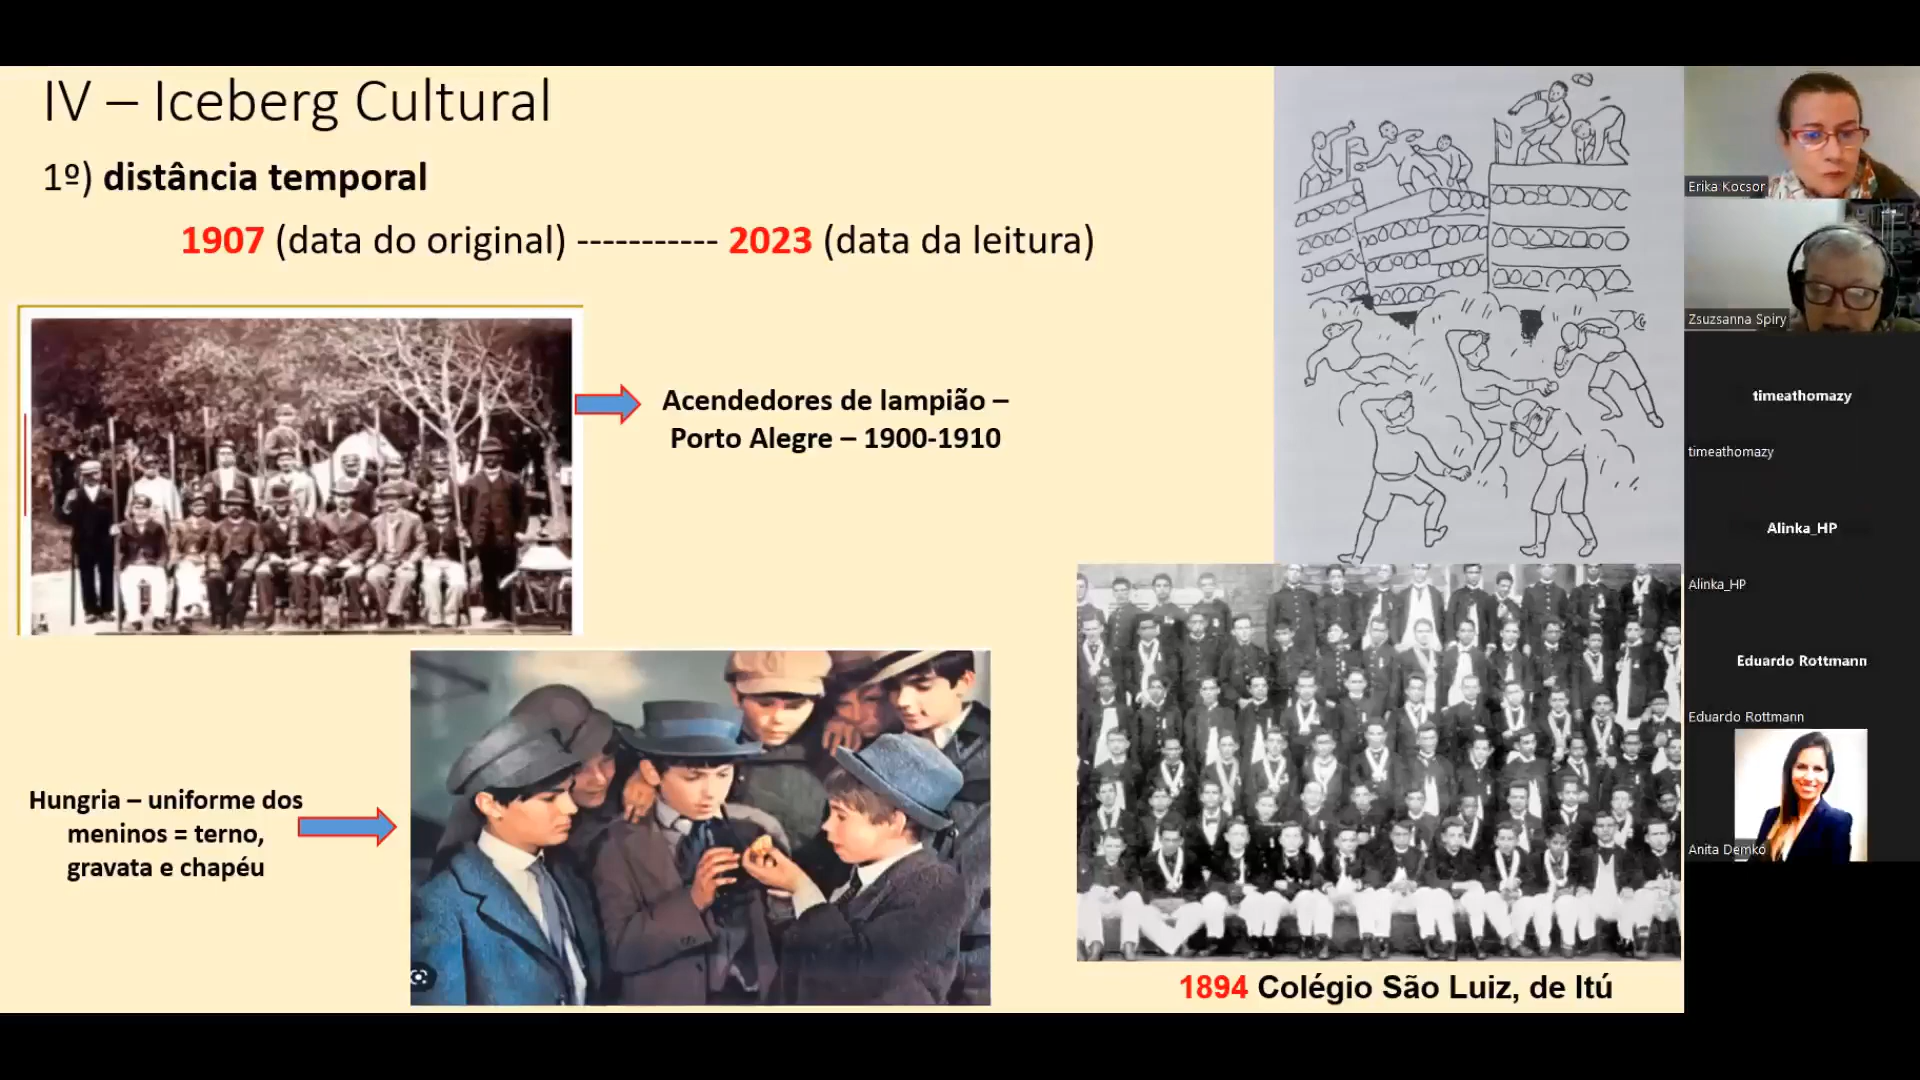 IV – Iceberg Cultural
1º) distância temporal
1907 (data do original) ----------- 2023 (data da leitura)
Acendedores de lampião –
Porto Alegre – 1900-1910
Hungria – uniforme dos
meninos = terno,
gravata e chapéu
1894 Colégio São Luiz, de Itú
Erika Kocsor
Zsuzsanna Spiry
timeathomazy
timeathomazy
Alinka_HP
Alinka_HP
Eduardo Rottmann
Eduardo Rottmann
Anita Demkó